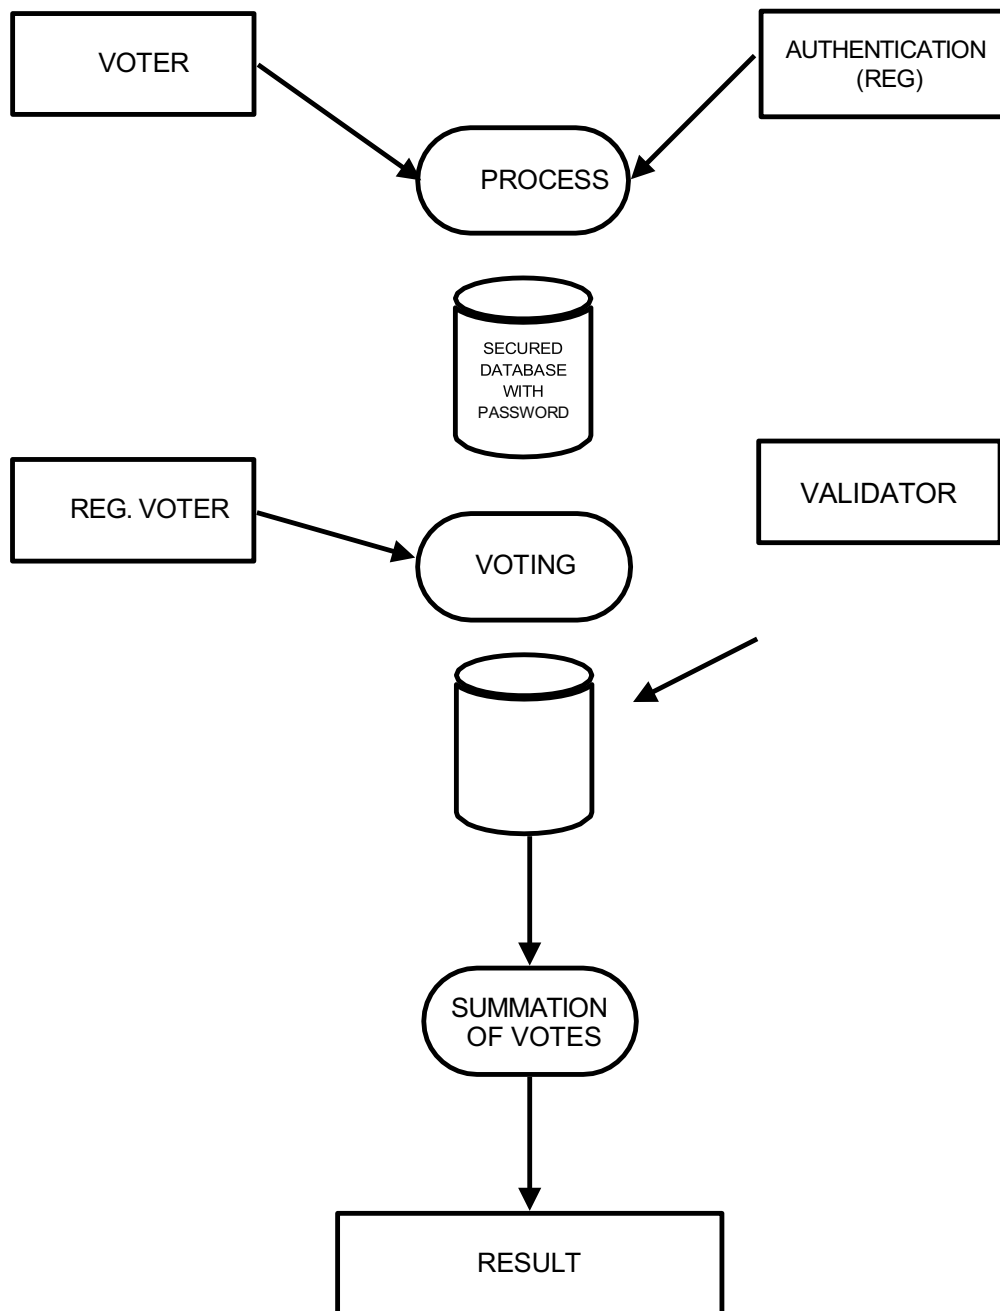 VOTER
AUTHENTICATION
(REG)
PROCESS
SECURED
DATABASE
WITH
PASSWORD
REG. VOTER
VALIDATOR
VOTING
SUMMATION
OF VOTES
RESULT